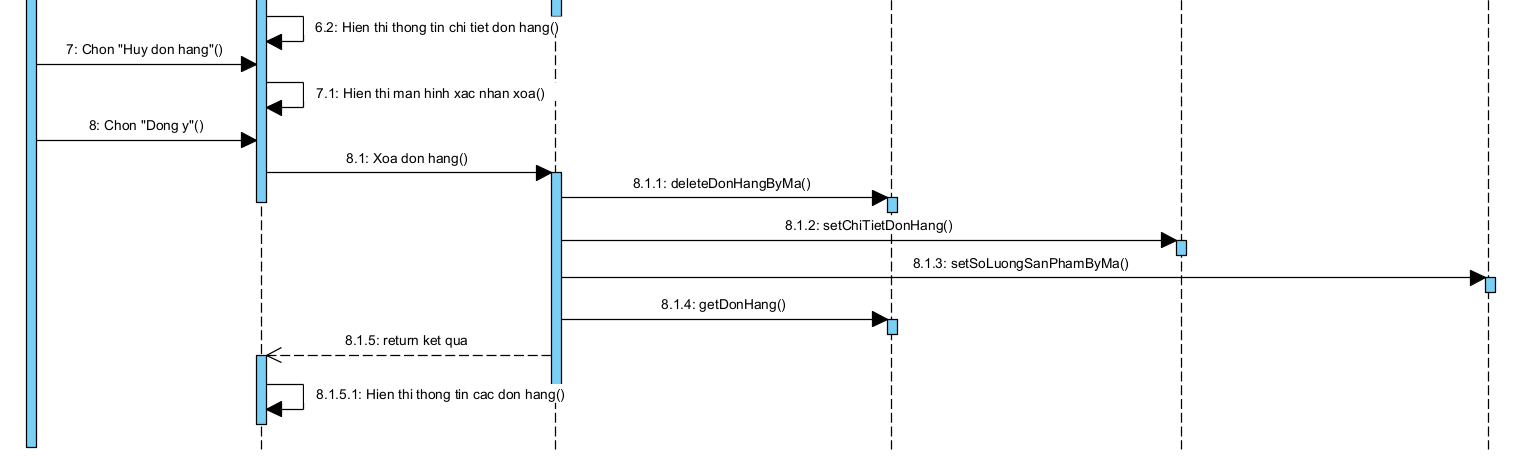 6.2: Hien thi thong tin chi tiet don hang()
7: Chon "Huy don hang"()
7.1: Hien thi man hinh xac nhan xoa()
8: Chon "Dong y"()
8.1: Xoa don hang()
8.1.1: deleteDonHangByMa()
8.1.2: setChiTietDonHang()
8.1.3: setSoLuongSanPhamByMa()
8.1.4: getDonHang()
8.1.5: return ket qua
8.1.5.1: Hien thi thong tin cac don hang()